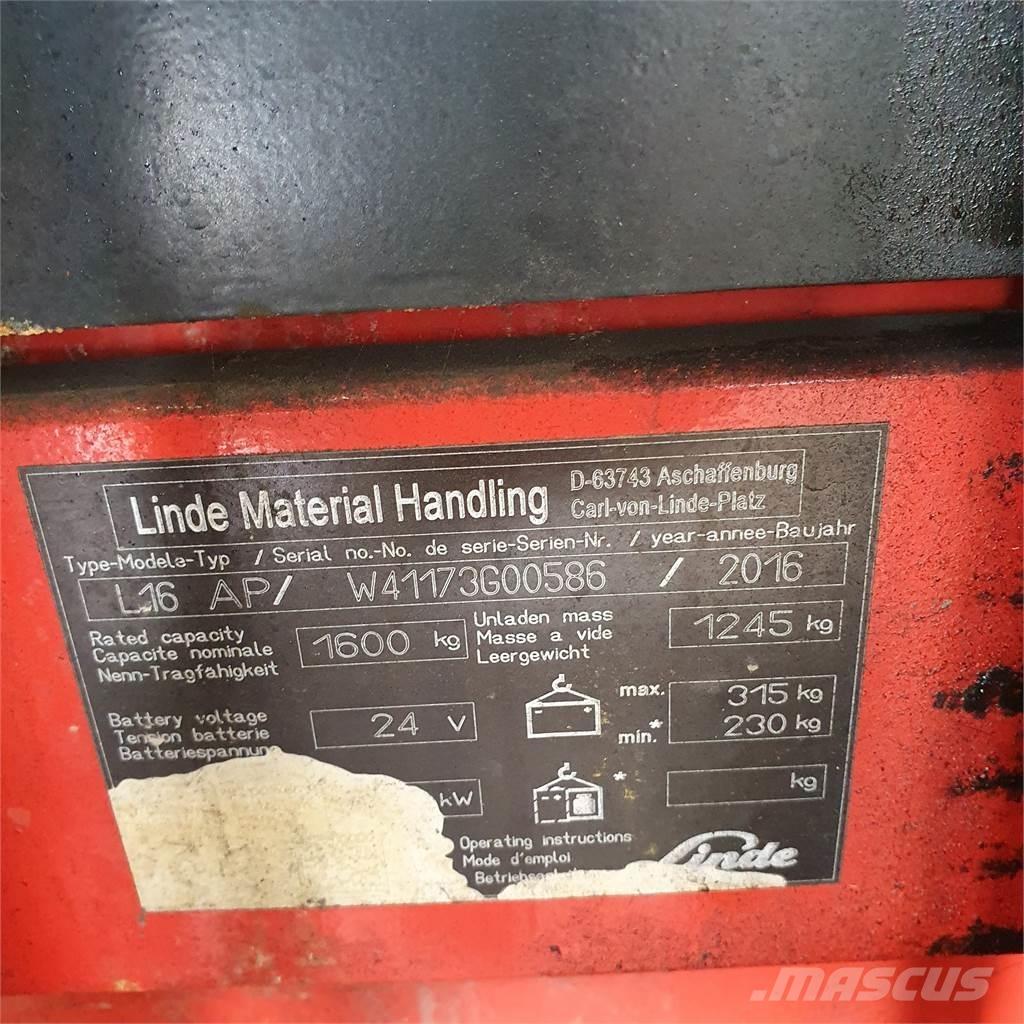 Linde Material Handling
D-63743 Aschaffenburg
Carl-von-Linde-Platz
Type-Modele-Typ / Serial no.-No. de serie-Serien-Nr. / year-annee-Baujahr
L16 AP/ W41173G00586 / 2016
Rated capacity
Capacite nominale
Nenn-Tragfähigkeit
1600 kg
Unladen mass
Masse a vide
Leergewicht
1245 kg
Battery voltage
Tension batterie
Batteriespannung
24 V
max. 315 kg
* min. 230 kg
kW
* kg
Operating instructions
Mode d'emploi
Linde
MASCUS